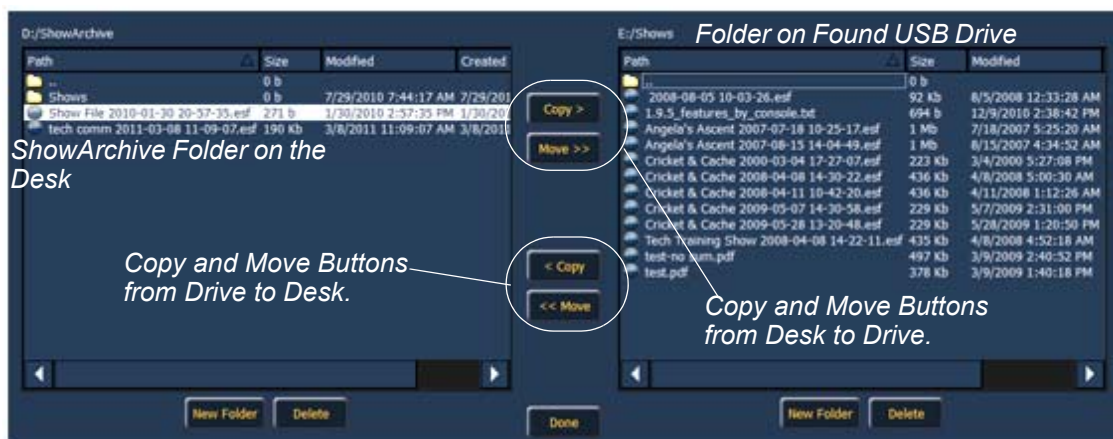 D:/ShowArchive
Path Size Modified Created
.. 0 b
Shows 0 b 7/29/2010 7:44:17 AM 7/29/201
Show File 2010-01-30 20-57-35.esf 271 b 1/30/2010 2:57:35 PM 1/30/201
tech comm 2011-03-08 11-09-07.esf 190 Kb 3/8/2011 11:09:07 AM 3/8/2011
ShowArchive Folder on the
Desk
Copy and Move Buttons
from Drive to Desk.
New Folder Delete
Copy >
Move >>
< Copy
<< Move
Done
E:/Shows Folder on Found USB Drive
Path Size Modified
.. 0 b
2008-08-05 10-03-26.esf 92 Kb 8/5/2008 12:33:28 AM
1.9.5_features_by_console.txt 694 b 12/9/2010 2:38:42 PM
Angela's Ascent 2007-07-18 10-25-17.esf 1 Mb 7/18/2007 5:25:20 AM
Angela's Ascent 2007-08-15 14-04-49.esf 1 Mb 8/15/2007 4:34:52 AM
Cricket & Cache 2000-03-04 17-27-07.esf 223 Kb 3/4/2000 5:27:08 PM
Cricket & Cache 2008-04-08 14-30-22.esf 436 Kb 4/8/2008 5:00:30 AM
Cricket & Cache 2008-04-11 10-42-20.esf 436 Kb 4/11/2008 1:12:26 AM
Cricket & Cache 2009-05-07 14-30-58.esf 229 Kb 5/7/2009 2:31:00 PM
Cricket & Cache 2009-05-28 13-20-48.esf 229 Kb 5/28/2009 1:20:50 PM
Tech Training Show 2008-04-08 14-22-11.esf 435 Kb 4/8/2008 4:52:18 AM
test-no sum.pdf 497 Kb 3/9/2009 2:40:52 PM
test.pdf 378 Kb 3/9/2009 1:40:18 PM
Copy and Move Buttons
from Desk to Drive.
New Folder Delete